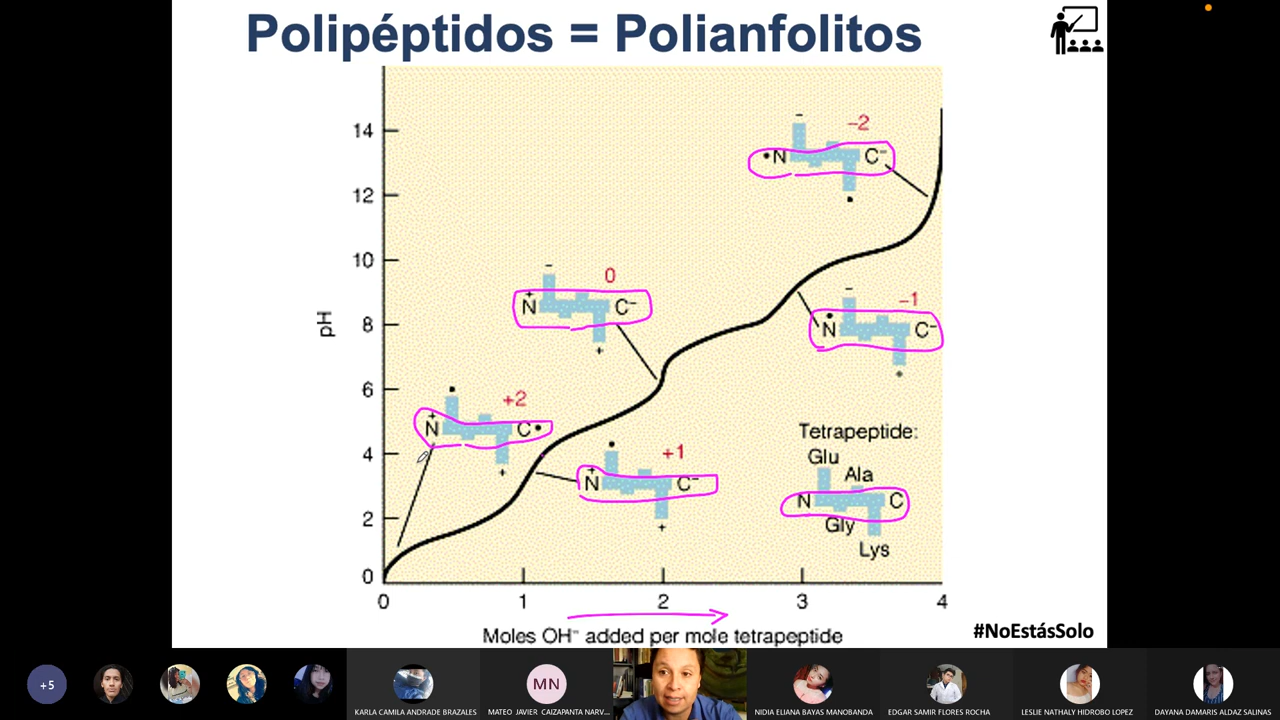 Polipéptidos = Polianfolitos
14
12
10
8
6
4
2
0
pH
0
1
2
3
4
Moles OH⁻ added per mole tetrapeptide
−
−2
•N
C⁻
•
−
0
+
N
C⁻
+
−
−1
•
N
C⁻
•
•
+2
+
N
C•
+
•
+1
+
N
C⁻
+
Tetrapeptide:
Glu
Ala
N
C
Gly
Lys
#NoEstásSolo
+5
KARLA CAMILA ANDRADE BRAZALES
MN
MATEO JAVIER CAIZAPANTA NARV...
NIDIA ELIANA BAYAS MANOBANDA
EDGAR SAMIR FLORES ROCHA
LESLIE NATHALY HIDROBO LOPEZ
DAYANA DAMARIS ALDAZ SALINAS